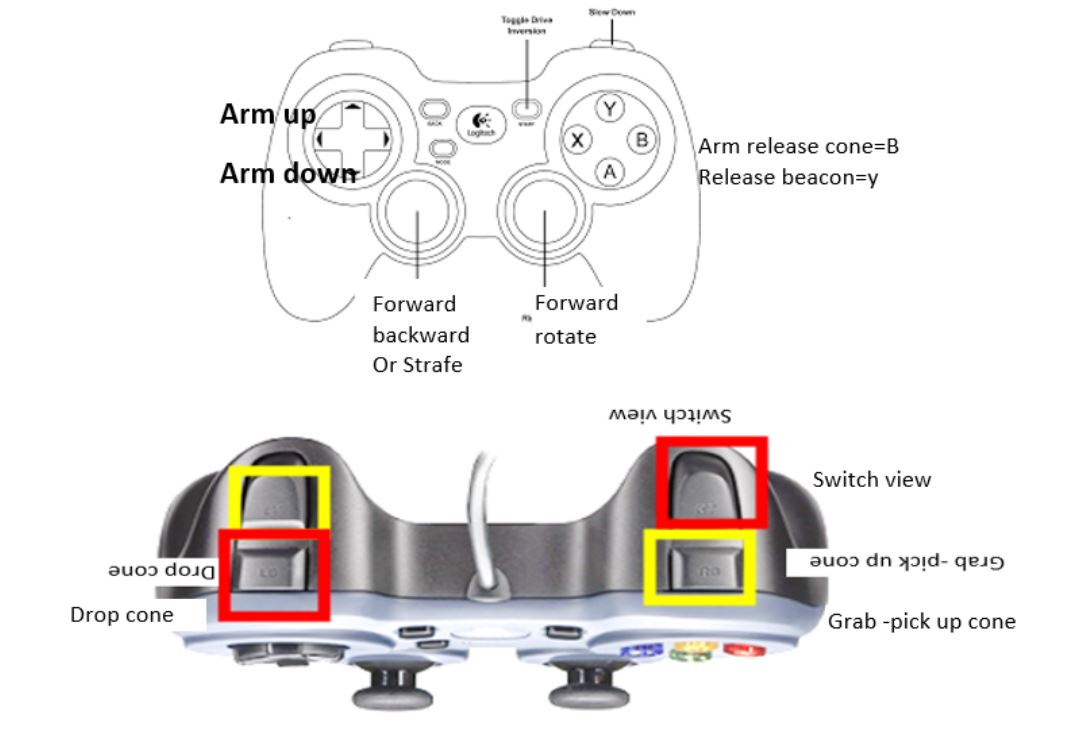 Slow Down
Toggle Drive
Inversion
Arm up
Arm down
BACK
Logitech
START
MODE
Y
X
B
A
Arm release cone=B
Release beacon=y
Forward
backward
Or Strafe
Forward
rotate
Switch view
Switch view
Drop cone
Drop cone
Grab -pick up cone
Grab -pick up cone